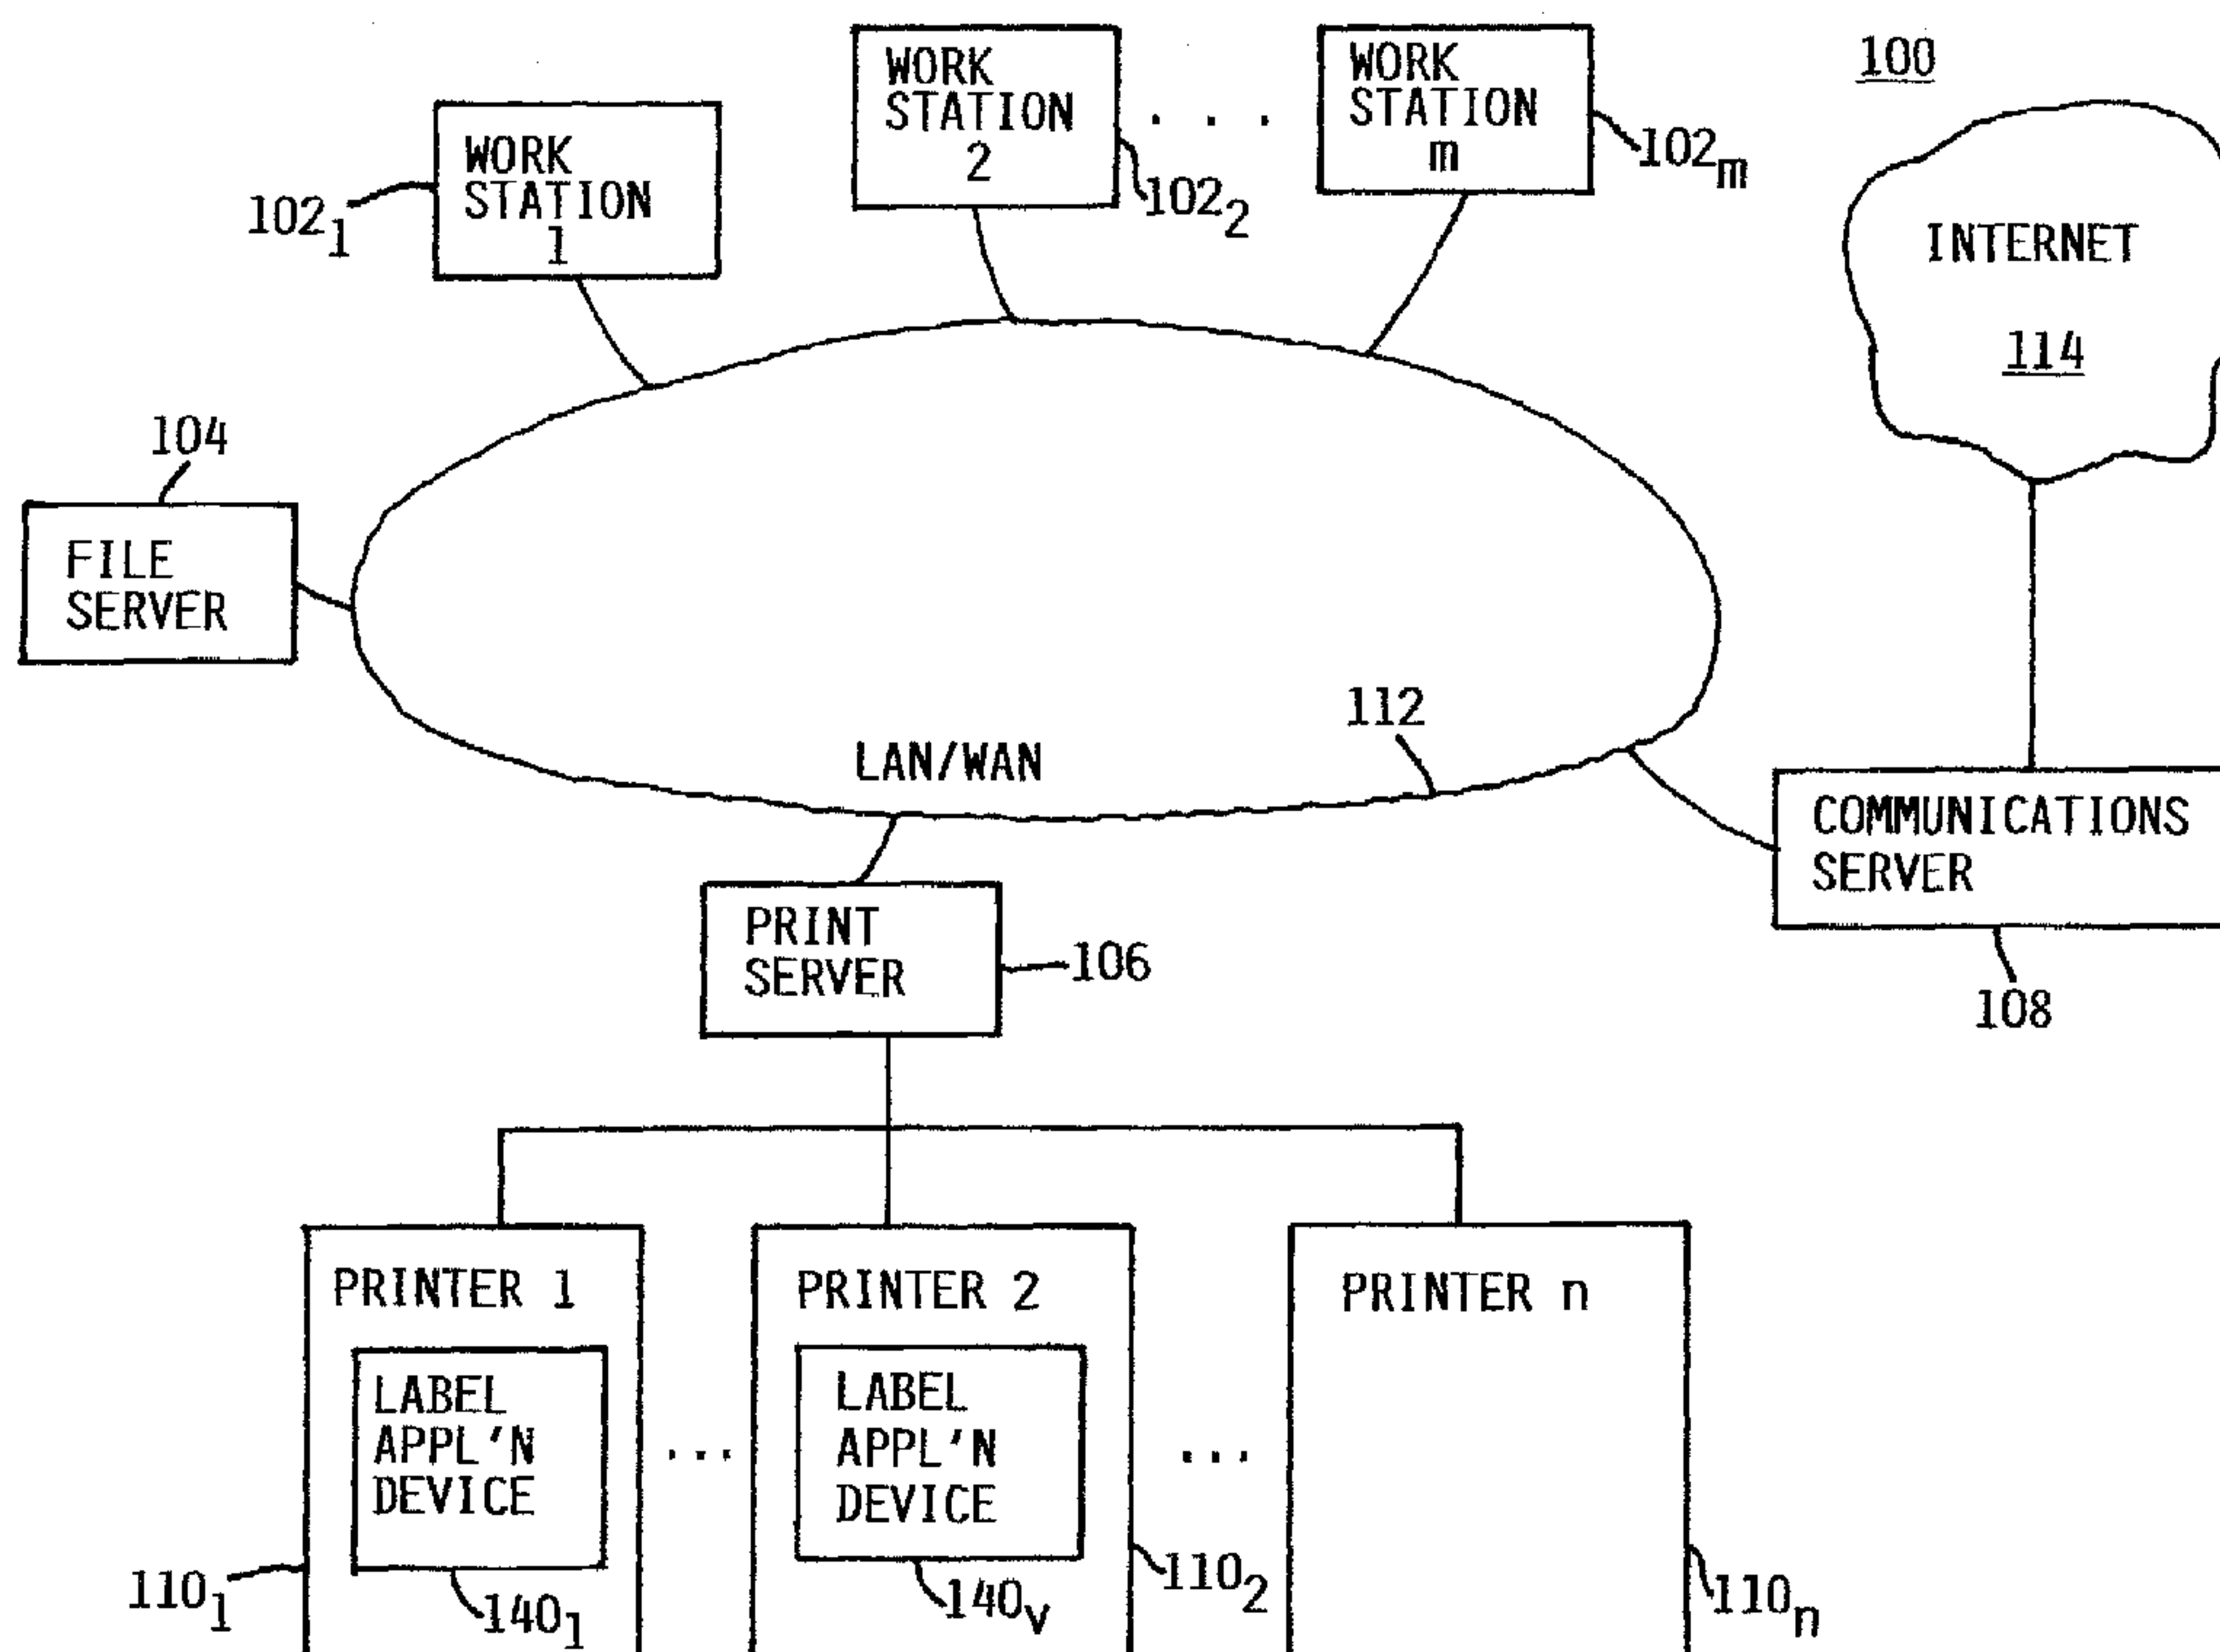 100
WORK
STATION
1
102₁
WORK
STATION
2
102₂
. . .
WORK
STATION
m
102ₘ
INTERNET
114
104
FILE
SERVER
LAN/WAN
112
COMMUNICATIONS
SERVER
108
PRINT
SERVER
106
PRINTER 1
LABEL
APPL'N
DEVICE
110₁
140₁
...
PRINTER 2
LABEL
APPL'N
DEVICE
140ᵥ
110₂
...
PRINTER n
110ₙ